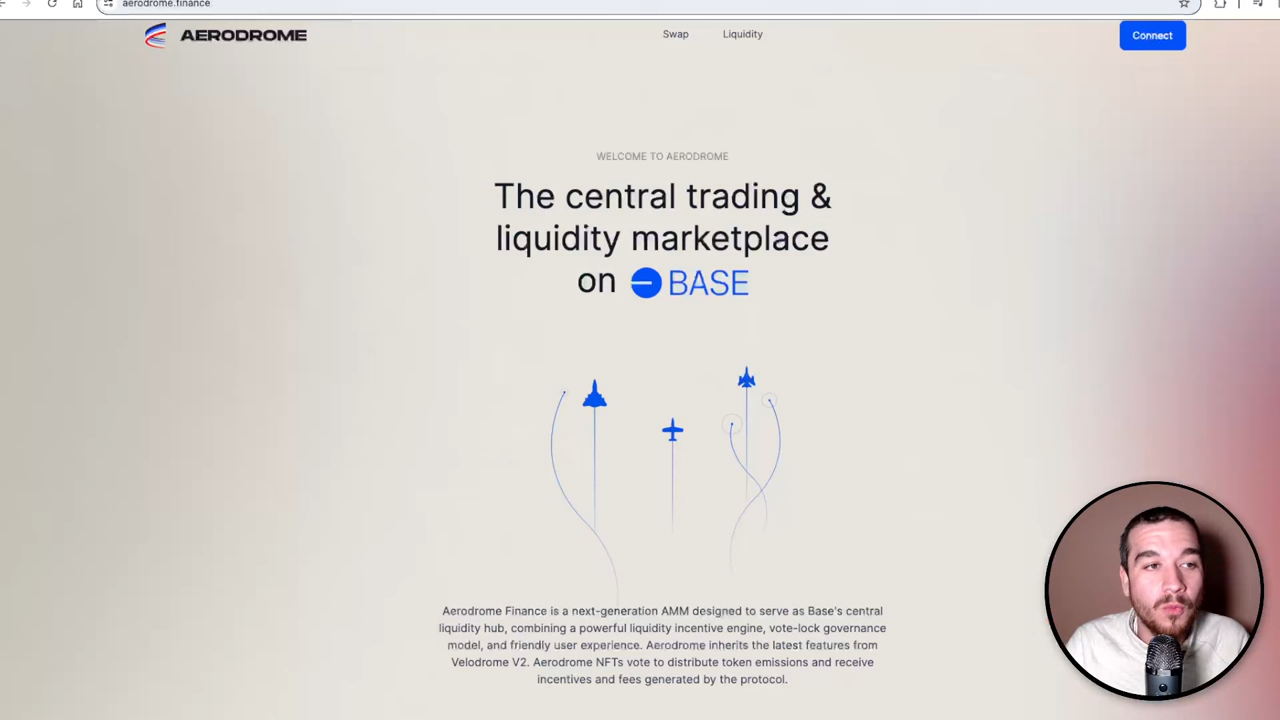 aerodrome.finance
AERODROME
Swap
Liquidity
Connect
WELCOME TO AERODROME
The central trading &
liquidity marketplace
on BASE
Aerodrome Finance is a next-generation AMM designed to serve as Base's central
liquidity hub, combining a powerful liquidity incentive engine, vote-lock governance
model, and friendly user experience. Aerodrome inherits the latest features from
Velodrome V2. Aerodrome NFTs vote to distribute token emissions and receive
incentives and fees generated by the protocol.